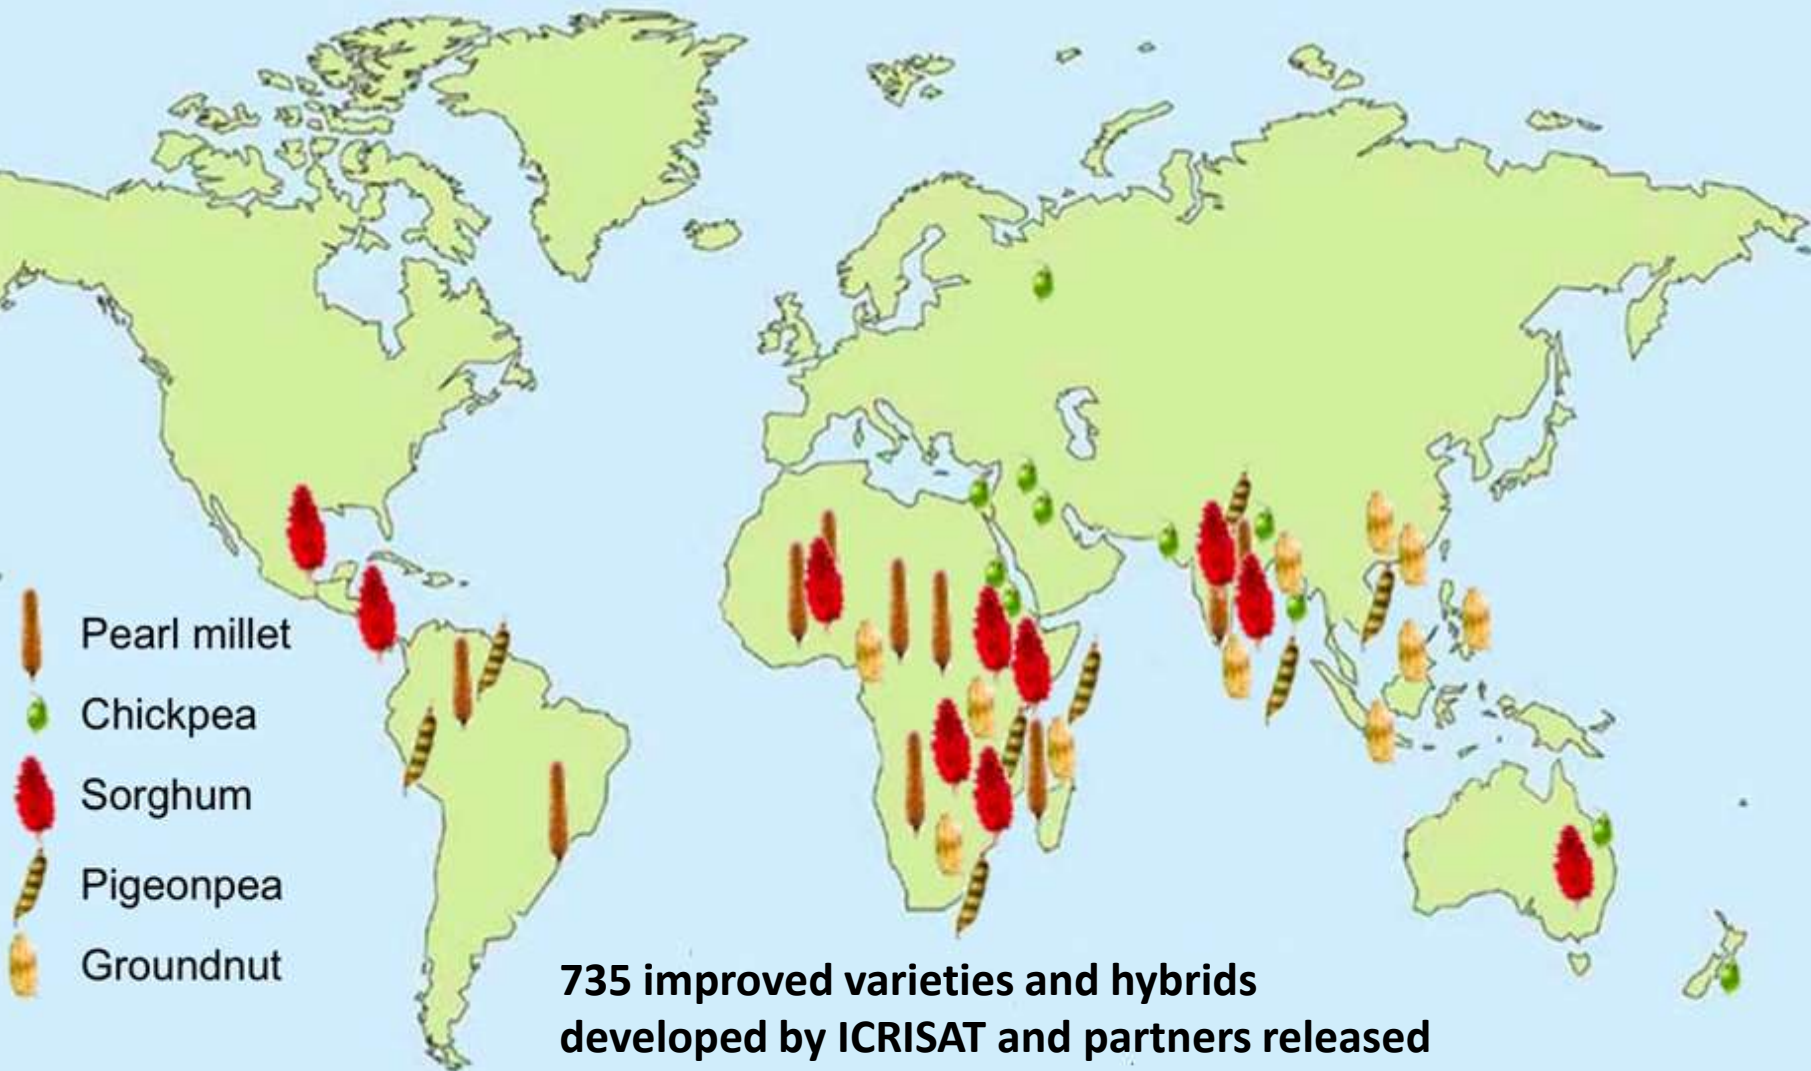 Pearl millet
Chickpea
Sorghum
Pigeonpea
Groundnut
735 improved varieties and hybrids
developed by ICRISAT and partners released